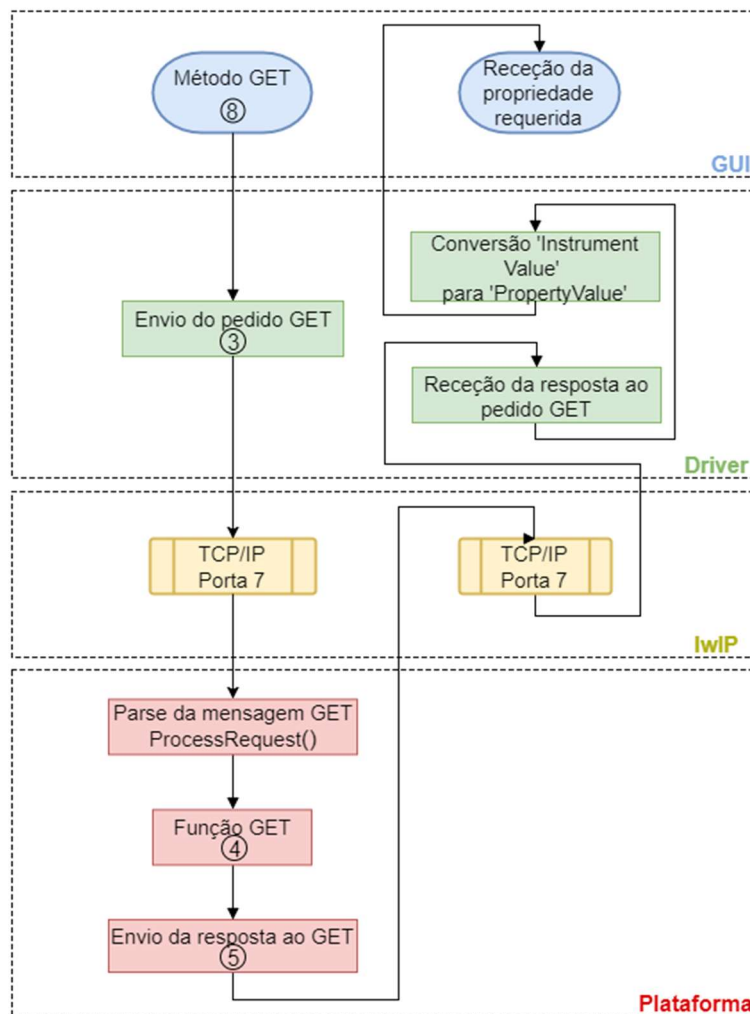 Método GET
8
Receção da
propriedade
requerida
GUI
Conversão 'Instrument
Value'
para 'PropertyValue'
Envio do pedido GET
3
Receção da resposta ao
pedido GET
Driver
TCP/IP
Porta 7
TCP/IP
Porta 7
lwIP
Parse da mensagem GET
ProcessRequest()
Função GET
4
Envio da resposta ao GET
5
Plataforma